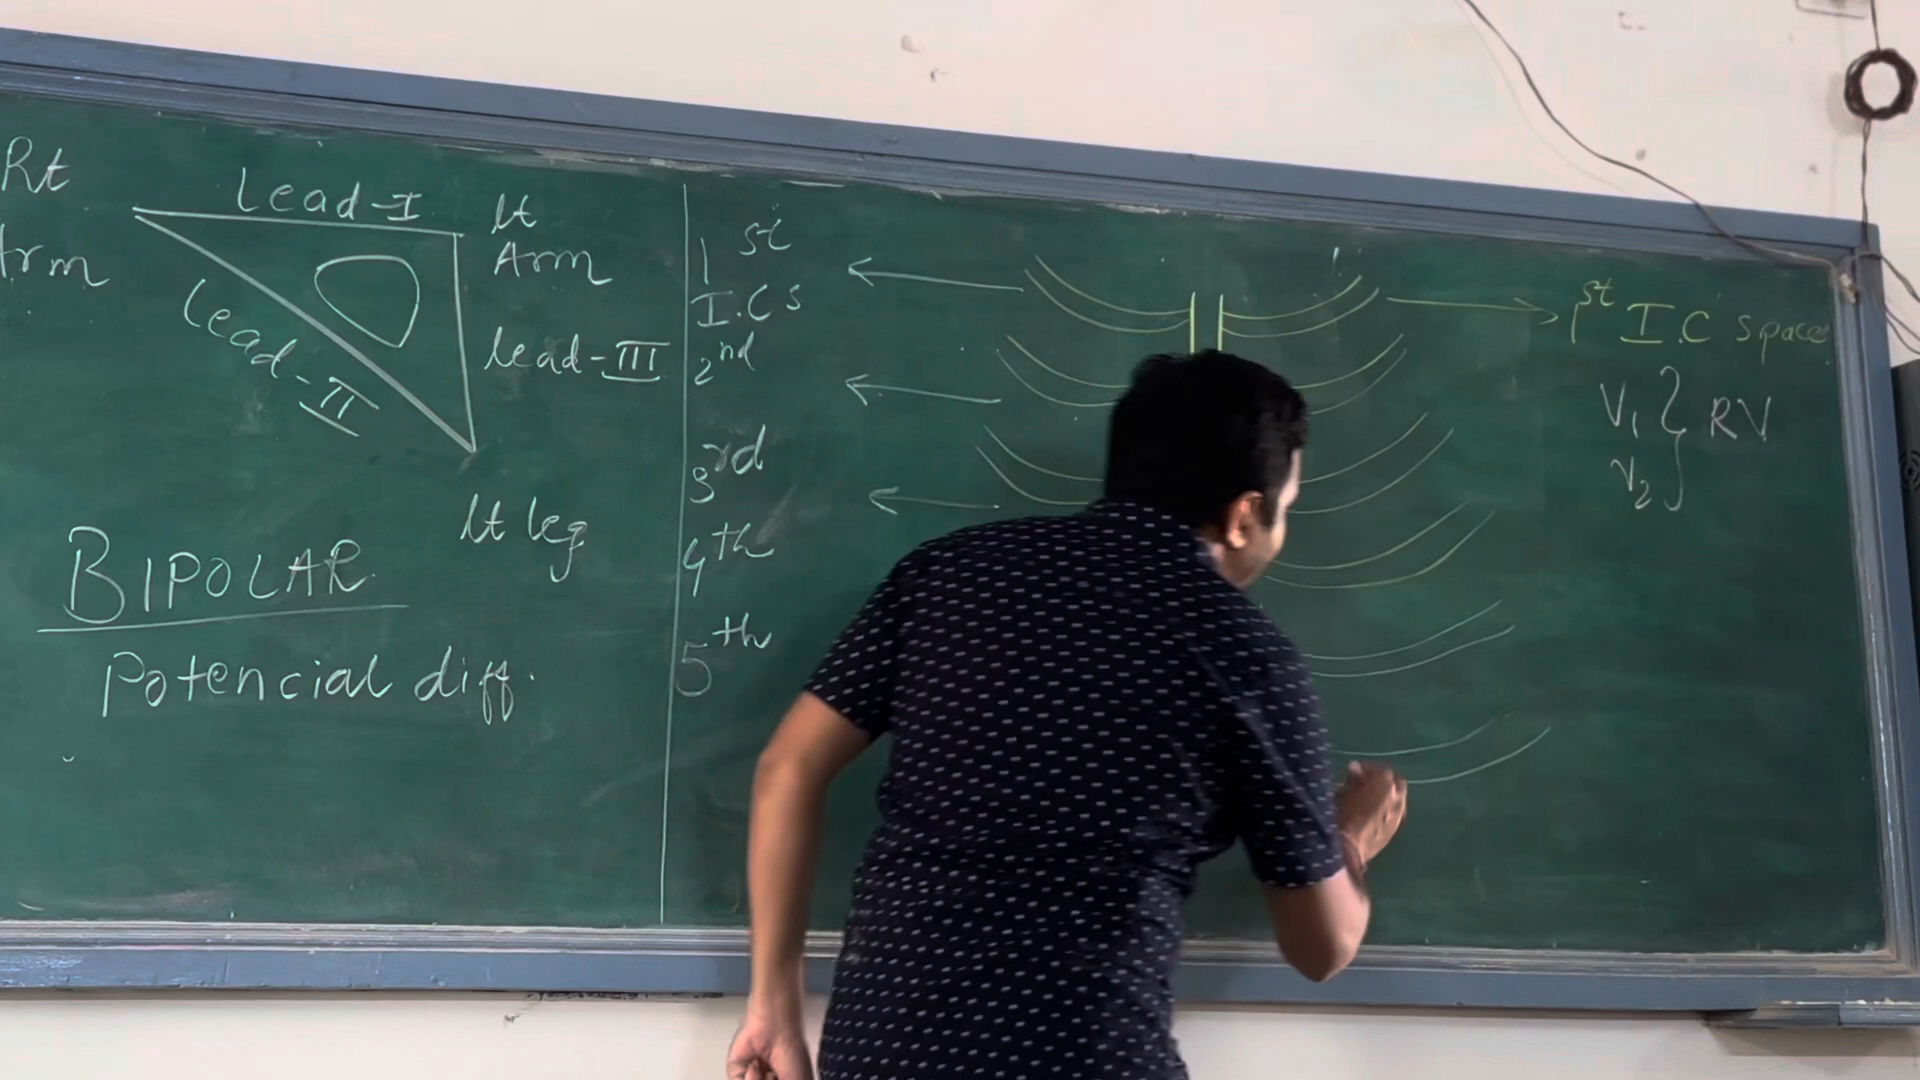 Rt
Arm
Lead-I
Lt
Arm
Lead-II
Lead-III
Lt leg
BIPOLAR
Potencial diff.
1st
I.C S
2nd
3rd
4th
5th
1st I.C space
V1 } RV
V2